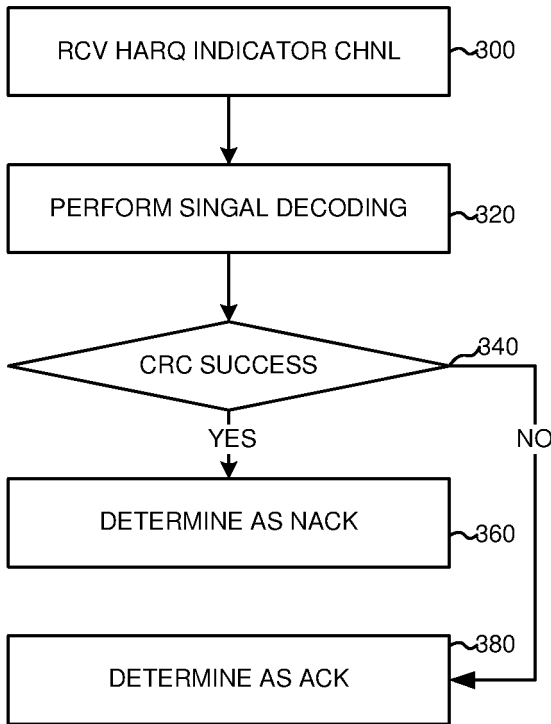 RCV HARQ INDICATOR CHNL
300
PERFORM SINGAL DECODING
320
CRC SUCCESS
340
YES
NO
DETERMINE AS NACK
360
DETERMINE AS ACK
380